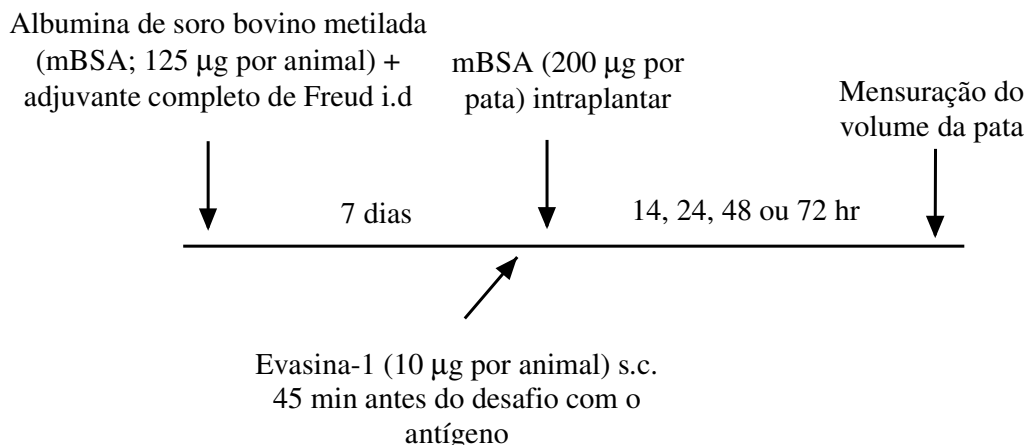 Albumina de soro bovino metilada
(mBSA; 125 μg por animal) +
adjuvante completo de Freud i.d
mBSA (200 μg por
pata) intraplantar
Mensuração do
volume da pata
7 dias
14, 24, 48 ou 72 hr
Evasina-1 (10 μg por animal) s.c.
45 min antes do desafio com o
antígeno